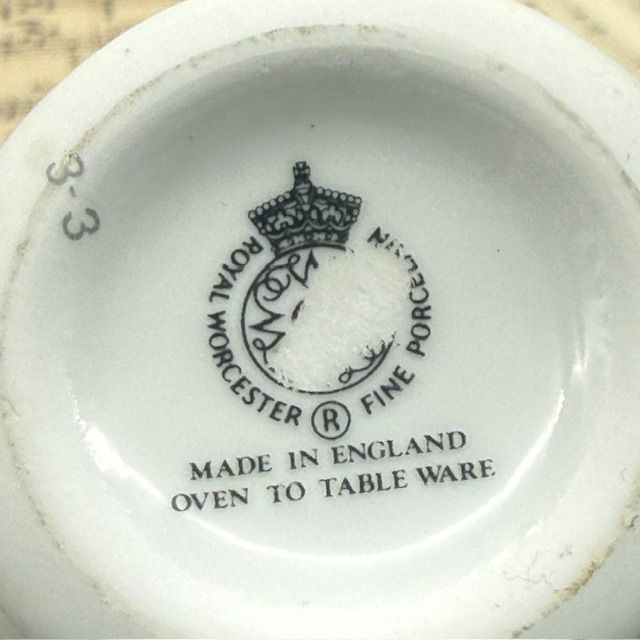 3-3
ROYAL WORCESTER ® FINE PORCELAIN
MADE IN ENGLAND
OVEN TO TABLE WARE